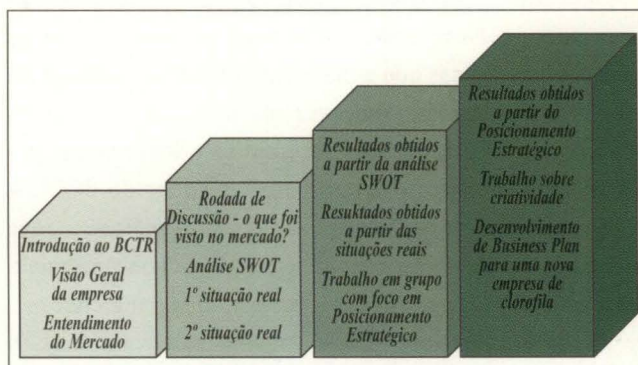 Introdução ao BCTR
Visão Geral
da empresa
Entendimento
do Mercado
Rodada de
Discussão - o que foi
visto no mercado?
Análise SWOT
1ª situação real
2ª situação real
Resultados obtidos
a partir da análise
SWOT
Resuktados obtidos
a partir das
situações reais
Trabalho em grupo
com foco em
Posicionamento
Estratégico
Resultados obtidos
a partir do
Posicionamento
Estratégico
Trabalho sobre
criatividade
Desenvolvimento
de Business Plan
para uma nova
empresa de
clorofila